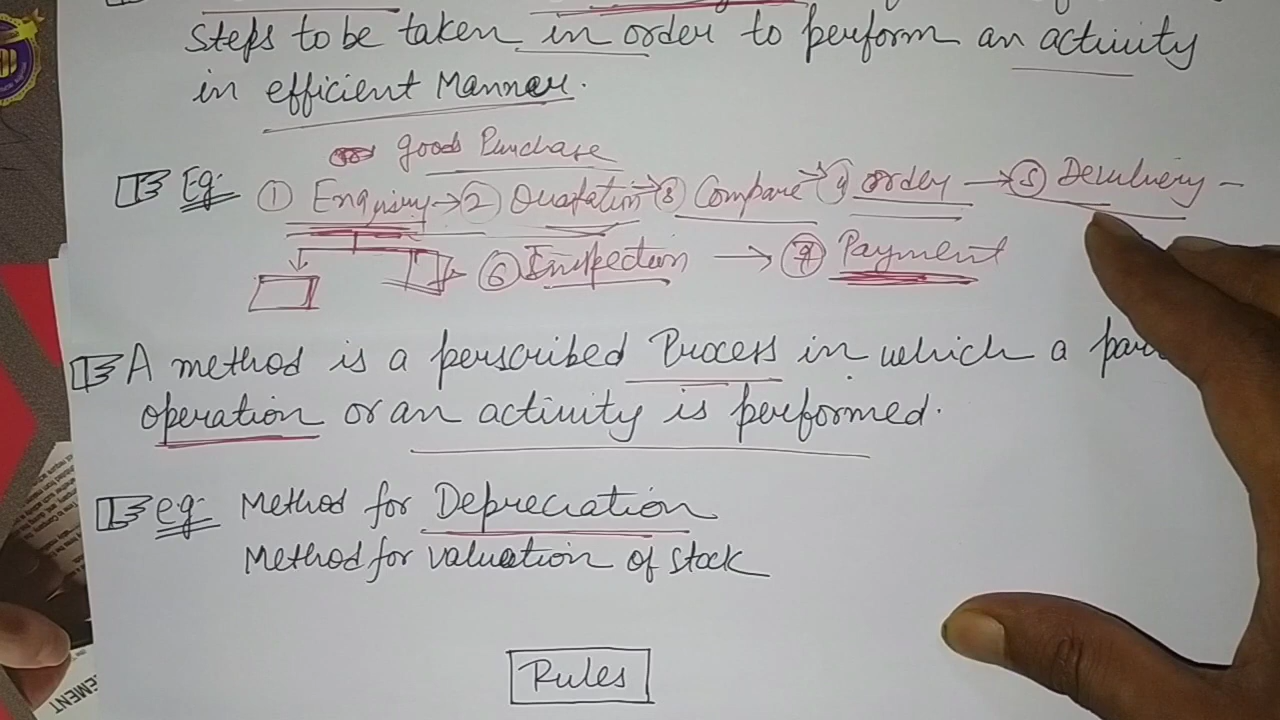 steps to be taken in order to perform an activity
in efficient Manner.
goods Purchase
Eg: ① Enquiry → ② Quotation → ③ Compare → ④ order → ⑤ Delivery –
⑥ Inspection → ⑦ Payment
A method is a perscribed Process in which a
operation or an activity is performed.
eg:- Method for Depreciation
Method for valuation of stock
Rules
EMENT